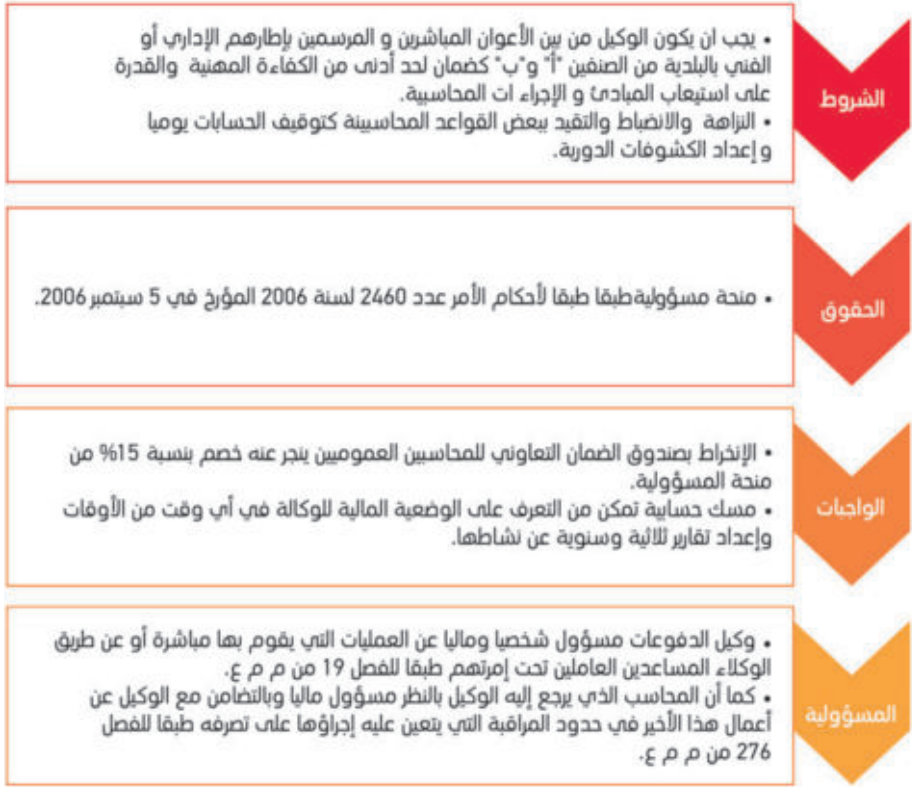 الشروط
• يجب ان يكون الوكيل من بين الأعوان المباشرين و المرسمين بإطارهم الإداري أو
الفني بالبلدية من الصنفين "أ" و"ب" كضمان لحد أدنى من الكفاءة المهنية والقدرة
على استيعاب المبادئ و الإجراء ات المحاسبية.
• النزاهة والانضباط والتقيد ببعض القواعد المحاسبينة كتوقيف الحسابات يوميا
و إعداد الكشوفات الدورية.
الحقوق
• منحة مسؤوليةطبقا طبقا لأحكام الأمر عدد 2460 لسنة 2006 المؤرخ في 5 سبتمبر 2006.
الواجبات
• الإنخراط بصندوق الضمان التعاوني للمحاسبين العموميين ينجر عنه خصم بنسبة 15% من
منحة المسؤولية.
• مسك حسابية تمكن من التعرف على الوضعية المالية للوكالة في أي وقت من الأوقات
وإعداد تقارير ثلاثية وسنوية عن نشاطها.
المسؤولية
• وكيل الدفوعات مسؤول شخصيا وماليا عن العمليات التي يقوم بها مباشرة أو عن طريق
الوكلاء المساعدين العاملين تحت إمرتهم طبقا للفصل 19 من م م ع.
• كما أن المحاسب الذي يرجع إليه الوكيل بالنظر مسؤول ماليا وبالتضامن مع الوكيل عن
أعمال هذا الأخير في حدود المراقبة التي يتعين عليه إجراؤها على تصرفه طبقا للفصل
276 من م م ع.